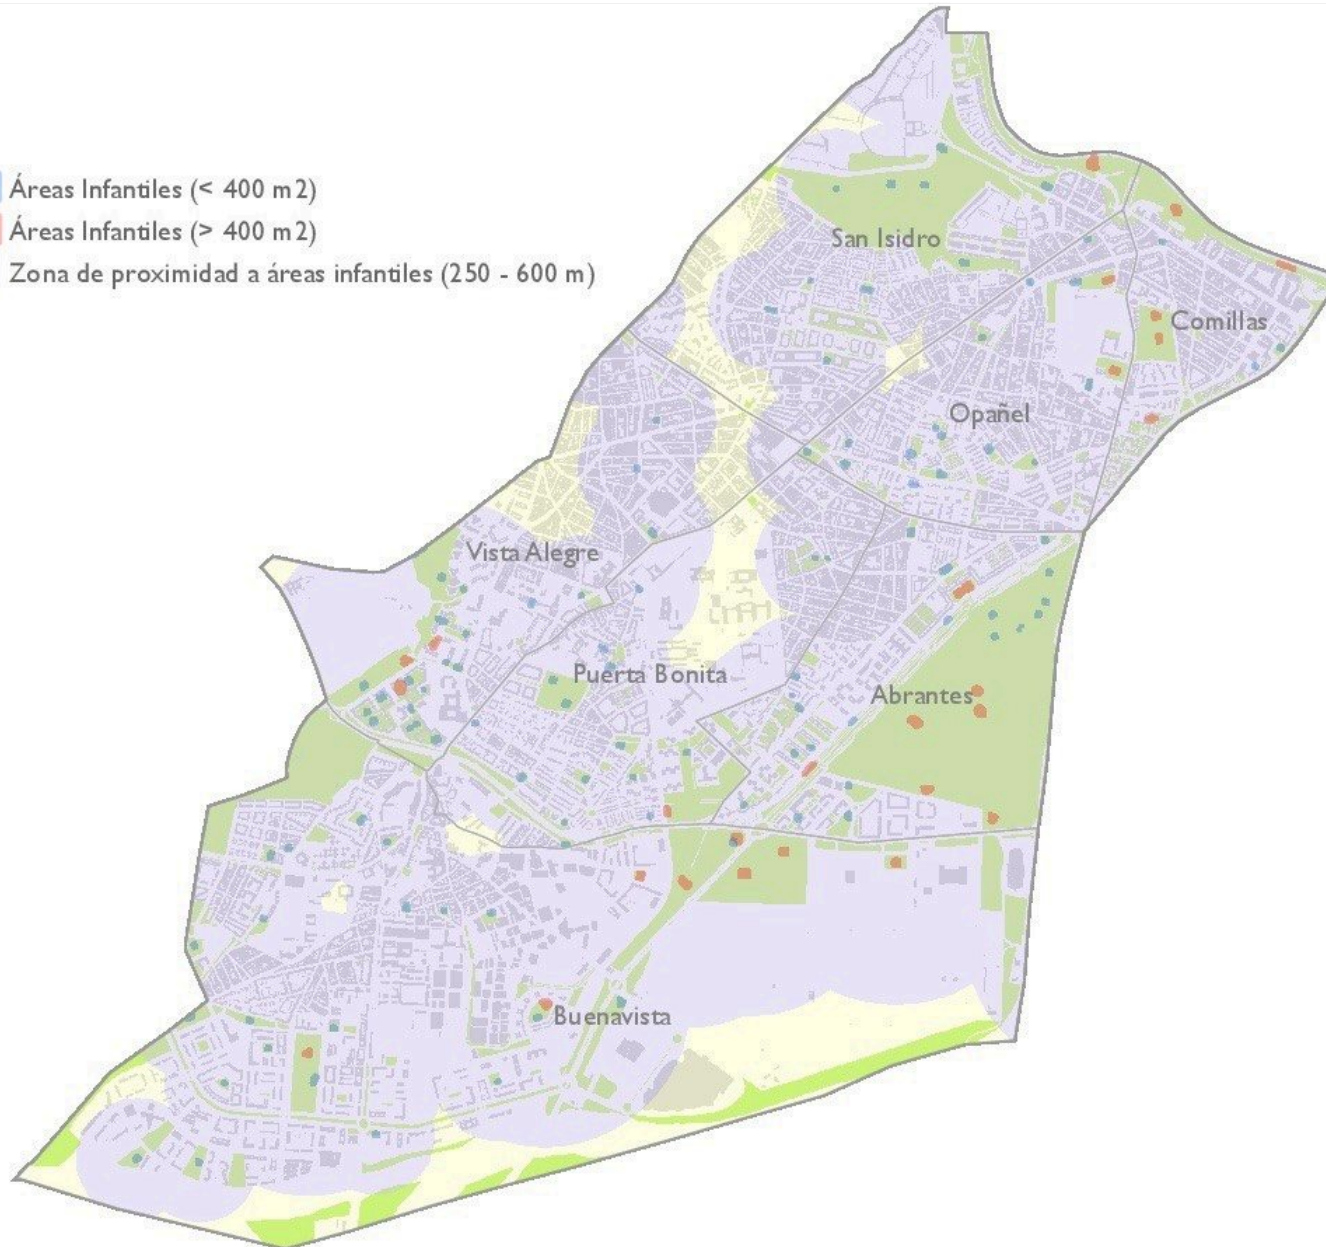 Áreas Infantiles (< 400 m2)
Áreas Infantiles (> 400 m2)
Zona de proximidad a áreas infantiles (250 - 600 m)
San Isidro
Comillas
Opañel
Vista Alegre
Puerta Bonita
Abrantes
Buenavista